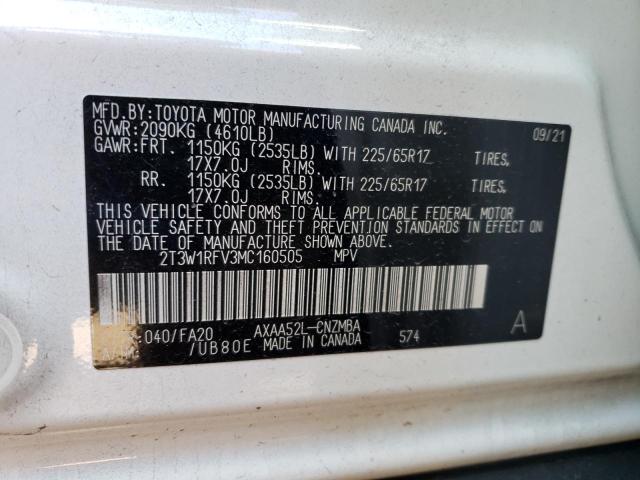 MFD.BY:TOYOTA MOTOR MANUFACTURING CANADA INC. 09/21
GVWR:2090KG (4610LB)
GAWR:FRT. 1150KG (2535LB) WITH 225/65R17 TIRES,
17X7.0J RIMS.
RR. 1150KG (2535LB) WITH 225/65R17 TIRES,
17X7.0J RIMS.
THIS VEHICLE CONFORMS TO ALL APPLICABLE FEDERAL MOTOR
VEHICLE SAFETY AND THEFT PREVENTION STANDARDS IN EFFECT ON
THE DATE OF MANUFACTURE SHOWN ABOVE.
2T3W1RFV3MC160505 MPV
040/FA20 AXAA52L-CNZMBA A
/UB80E MADE IN CANADA 574